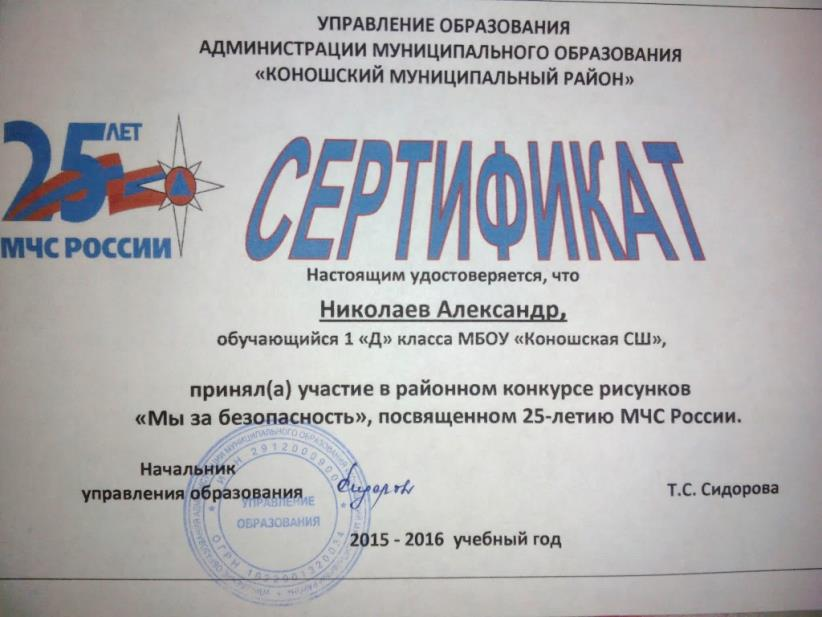 УПРАВЛЕНИЕ ОБРАЗОВАНИЯ
АДМИНИСТРАЦИИ МУНИЦИПАЛЬНОГО ОБРАЗОВАНИЯ
«КОНОШСКИЙ МУНИЦИПАЛЬНЫЙ РАЙОН»
25 ЛЕТ
МЧС РОССИИ
СЕРТИФИКАТ
Настоящим удостоверяется, что
Николаев Александр,
обучающийся 1 «Д» класса МБОУ «Коношская СШ»,
принял(а) участие в районном конкурсе рисунков
«Мы за безопасность», посвященном 25-летию МЧС России.
Начальник
управления образования
Сидорова
Т.С. Сидорова
УПРАВЛЕНИЕ
ОБРАЗОВАНИЯ
2015 - 2016 учебный год